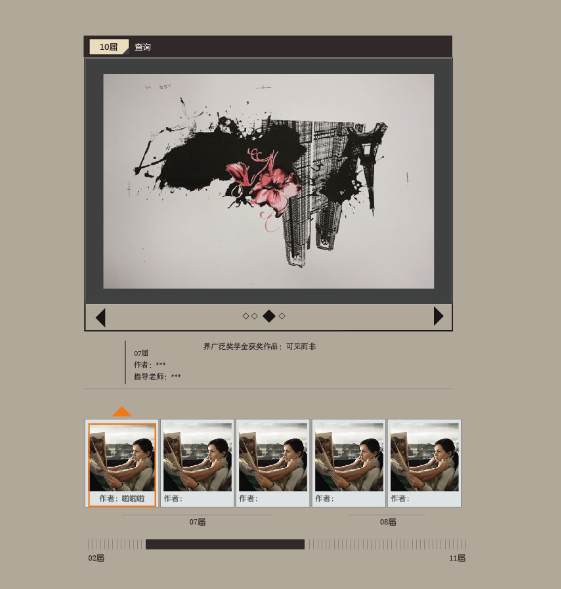 10届 查询
界广泛奖学金获奖作品：可见而非
07届
作者：***
指导老师：***
作者：啦啦啦
作者：
作者：
作者：
作者：
07届 08届
02届 11届